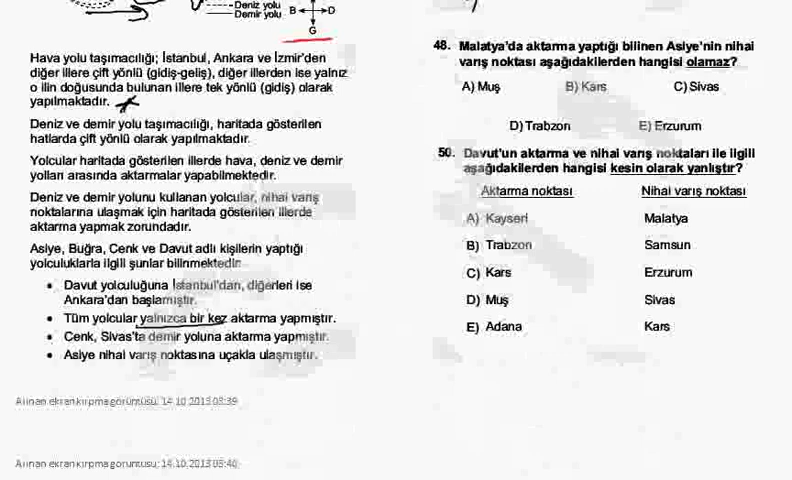 Deniz yolu
Demir yolu
B D
G
Hava yolu taşımacılığı; İstanbul, Ankara ve İzmir'den
diğer illere çift yönlü (gidiş-geliş), diğer illerden ise yalnız
o ilin doğusunda bulunan illere tek yönlü (gidiş) olarak
yapılmaktadır.
Deniz ve demir yolu taşımacılığı, haritada gösterilen
hatlarda çift yönlü olarak yapılmaktadır.
Yolcular haritada gösterilen illerde hava, deniz ve demir
yolları arasında aktarmalar yapabilmektedir.
Deniz ve demir yolunu kullanan yolcular, nihai varış
noktalarına ulaşmak için haritada gösterilen illerde
aktarma yapmak zorundadır.
Asiye, Buğra, Cenk ve Davut adlı kişilerin yaptığı
yolculuklarla ilgili şunlar bilinmektedir:
• Davut yolculuğuna İstanbul'dan, diğerleri ise
Ankara'dan başlamıştır.
• Tüm yolcular yalnızca bir kez aktarma yapmıştır.
• Cenk, Sivas'ta demir yoluna aktarma yapmıştır.
• Asiye nihai varış noktasına uçakla ulaşmıştır.
Alınan ekran kırpma görüntüsü: 14.10.2013 03:39
Alınan ekran kırpma görüntüsü; 14.10.2013 03:40
48. Malatya'da aktarma yaptığı bilinen Asiye'nin nihai
varış noktası aşağıdakilerden hangisi olamaz?
A) Muş B) Kars C) Sivas
D) Trabzon E) Erzurum
50. Davut'un aktarma ve nihai varış noktaları ile ilgili
aşağıdakilerden hangisi kesin olarak yanlıştır?
Aktarma noktası Nihai varış noktası
A) Kayseri Malatya
B) Trabzon Samsun
C) Kars Erzurum
D) Muş Sivas
E) Adana Kars